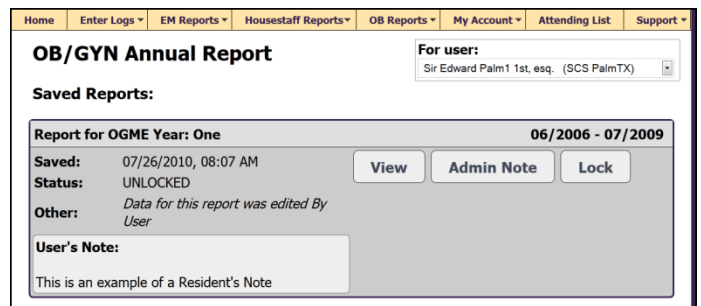 Home Enter Logs EM Reports Housestaff Reports OB Reports My Account Attending List Support
OB/GYN Annual Report
For user:
Sir Edward Palm1 1st, esq. (SCS PalmTX)
Saved Reports:
Report for OGME Year: One 06/2006 - 07/2009
Saved: 07/26/2010, 08:07 AM
View Admin Note Lock
Status: UNLOCKED
Other: Data for this report was edited By
User
User's Note:
This is an example of a Resident's Note